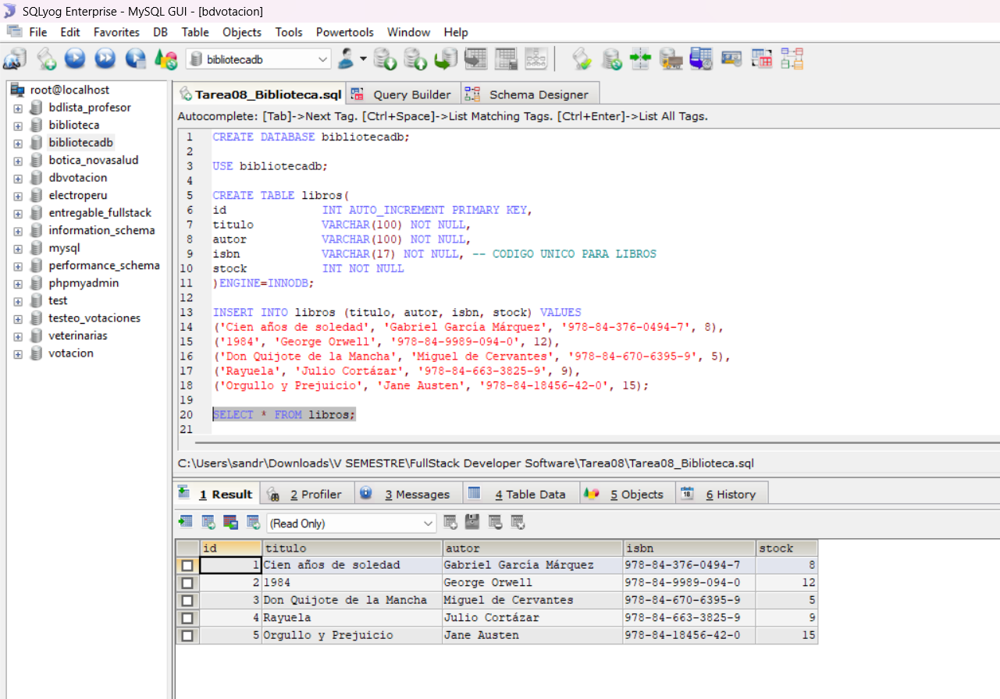 SQLyog Enterprise - MySQL GUI - [bdvotacion]
File Edit Favorites DB Table Objects Tools Powertools Window Help
bibliotecadb
root@localhost
bdlista_profesor
biblioteca
bibliotecadb
botica_novasalud
dbvotacion
electroperu
entregable_fullstack
information_schema
mysql
performance_schema
phpmyadmin
test
testeo_votaciones
veterinarias
votacion
Tarea08_Biblioteca.sql Query Builder Schema Designer
Autocomplete: [Tab]->Next Tag. [Ctrl+Space]->List Matching Tags. [Ctrl+Enter]->List All Tags.
1 CREATE DATABASE bibliotecadb;
2
3 USE bibliotecadb;
4
5 CREATE TABLE libros(
6 id INT AUTO_INCREMENT PRIMARY KEY,
7 titulo VARCHAR(100) NOT NULL,
8 autor VARCHAR(100) NOT NULL,
9 isbn VARCHAR(17) NOT NULL, -- CODIGO UNICO PARA LIBROS
10 stock INT NOT NULL
11 )ENGINE=INNODB;
12
13 INSERT INTO libros (titulo, autor, isbn, stock) VALUES
14 ('Cien años de soledad', 'Gabriel García Márquez', '978-84-376-0494-7', 8),
15 ('1984', 'George Orwell', '978-84-9989-094-0', 12),
16 ('Don Quijote de la Mancha', 'Miguel de Cervantes', '978-84-670-6395-9', 5),
17 ('Rayuela', 'Julio Cortázar', '978-84-663-3825-9', 9),
18 ('Orgullo y Prejuicio', 'Jane Austen', '978-84-18456-42-0', 15);
19
20 SELECT * FROM libros;
21
C:\Users\sandr\Downloads\V SEMESTRE\FullStack Developer Software\Tarea08\Tarea08_Biblioteca.sql
1 Result 2 Profiler 3 Messages 4 Table Data 5 Objects 18 6 History
(Read Only)
id titulo autor isbn stock
1 Cien años de soledad Gabriel García Márquez 978-84-376-0494-7 8
2 1984 George Orwell 978-84-9989-094-0 12
3 Don Quijote de la Mancha Miguel de Cervantes 978-84-670-6395-9 5
4 Rayuela Julio Cortázar 978-84-663-3825-9 9
5 Orgullo y Prejuicio Jane Austen 978-84-18456-42-0 15